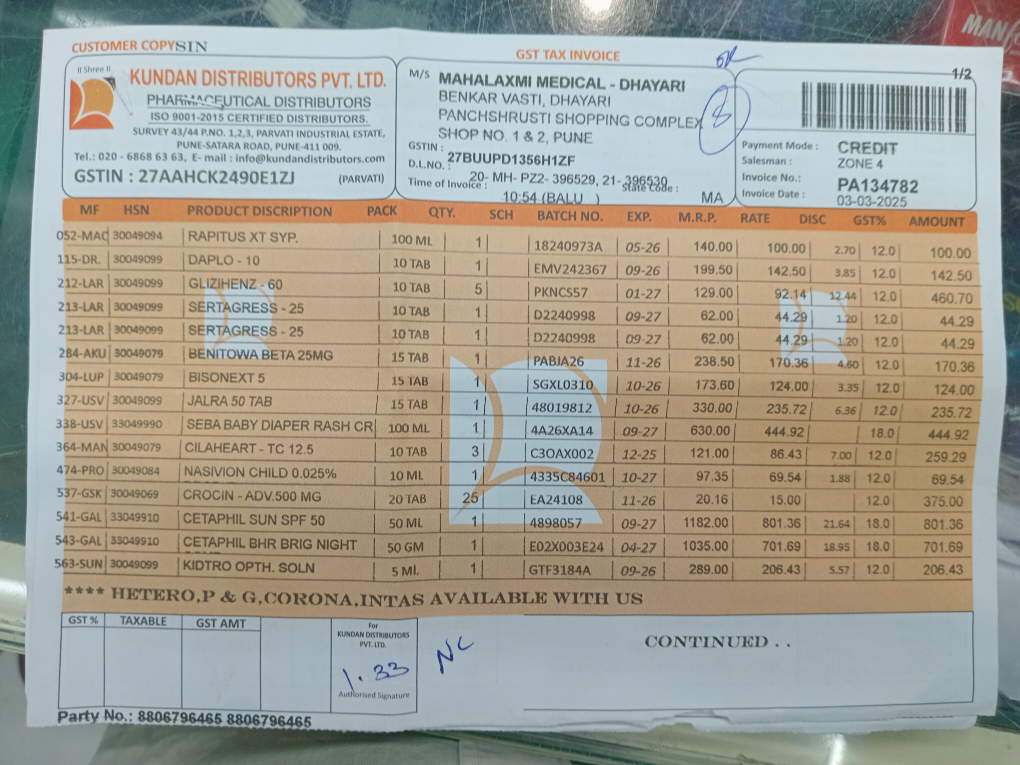 CUSTOMER COPYSIN
GST TAX INVOICE
1/2
॥ Shree ॥
KUNDAN DISTRIBUTORS PVT. LTD.
PHARMACEUTICAL DISTRIBUTORS
ISO 9001-2015 CERTIFIED DISTRIBUTORS.
SURVEY 43/44 P.NO. 1,2,3, PARVATI INDUSTRIAL ESTATE,
PUNE-SATARA ROAD, PUNE-411 009.
Tel.: 020 - 6868 63 63, E- mail : info@kundandistributors.com
GSTIN : 27AAHCK2490E1ZJ (PARVATI)
M/S MAHALAXMI MEDICAL - DHAYARI
BENKAR VASTI, DHAYARI
PANCHSHRUSTI SHOPPING COMPLEX
SHOP NO. 1 & 2, PUNE
GSTIN : 27BUUPD1356H1ZF
D.L.NO. : 20- MH- PZ2- 396529, 21- 396530
Time of Invoice : 10:54 (BALU ) State Code : MA
8
Payment Mode : CREDIT
Salesman : ZONE 4
Invoice No.: PA134782
Invoice Date : 03-03-2025
MF HSN PRODUCT DISCRIPTION PACK QTY. SCH BATCH NO. EXP. M.R.P. RATE DISC GST% AMOUNT
052-MAC 30049094 RAPITUS XT SYP. 100 ML 1 18240973A 05-26 140.00 100.00 2.70 12.0 100.00
115-DR. 30049099 DAPLO - 10 10 TAB 1 EMV242367 09-26 199.50 142.50 3.85 12.0 142.50
212-LAR 30049099 GLIZIHENZ - 60 10 TAB 5 PKNCS57 01-27 129.00 92.14 12.44 12.0 460.70
213-LAR 30049099 SERTAGRESS - 25 10 TAB 1 D2240998 09-27 62.00 44.29 1.20 12.0 44.29
213-LAR 30049099 SERTAGRESS - 25 10 TAB 1 D2240998 09-27 62.00 44.29 1.20 12.0 44.29
284-AKU 30049079 BENITOWA BETA 25MG 15 TAB 1 PABJA26 11-26 238.50 170.36 4.60 12.0 170.36
304-LUP 30049079 BISONEXT 5 15 TAB 1 SGXL0310 10-26 173.60 124.00 3.35 12.0 124.00
327-USV 30049099 JALRA 50 TAB 15 TAB 1 48019812 10-26 330.00 235.72 6.36 12.0 235.72
338-USV 33049990 SEBA BABY DIAPER RASH CR 100 ML 1 4A26XA14 09-27 630.00 444.92 18.0 444.92
364-MAN 30049079 CILAHEART - TC 12.5 10 TAB 3 C3OAX002 12-25 121.00 86.43 7.00 12.0 259.29
474-PRO 30049084 NASIVION CHILD 0.025% 10 ML 1 4335C84601 10-27 97.35 69.54 1.88 12.0 69.54
537-GSK 30049069 CROCIN - ADV.500 MG 20 TAB 25 EA24108 11-26 20.16 15.00 12.0 375.00
541-GAL 33049910 CETAPHIL SUN SPF 50 50 ML 1 4898057 09-27 1182.00 801.36 21.64 18.0 801.36
543-GAL 33049910 CETAPHIL BHR BRIG NIGHT 50 GM 1 E02X003E24 04-27 1035.00 701.69 18.95 18.0 701.69
563-SUN 30049099 KIDTRO OPTH. SOLN 5 Ml. 1 GTF3184A 09-26 289.00 206.43 5.57 12.0 206.43
**** HETERO,P & G,CORONA,INTAS AVAILABLE WITH US
GST % TAXABLE GST AMT
For
KUNDAN DISTRIBUTORS
PVT. LTD.
1.33
Authorised Signature
NC
CONTINUED . .
Party No.: 8806796465 8806796465